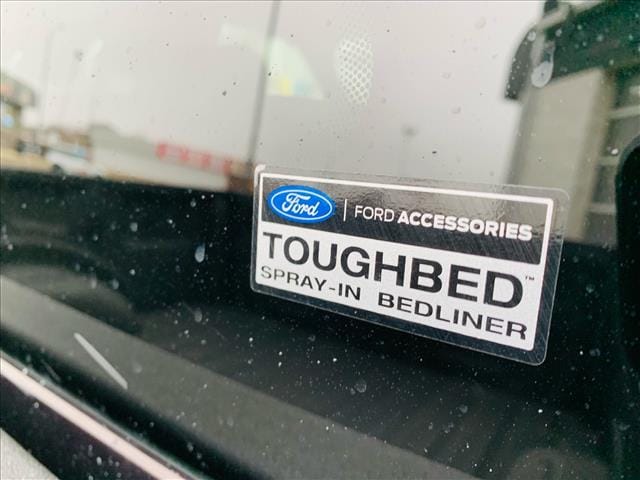 Ford | FORD ACCESSORIES
TOUGHBED™
SPRAY-IN BEDLINER